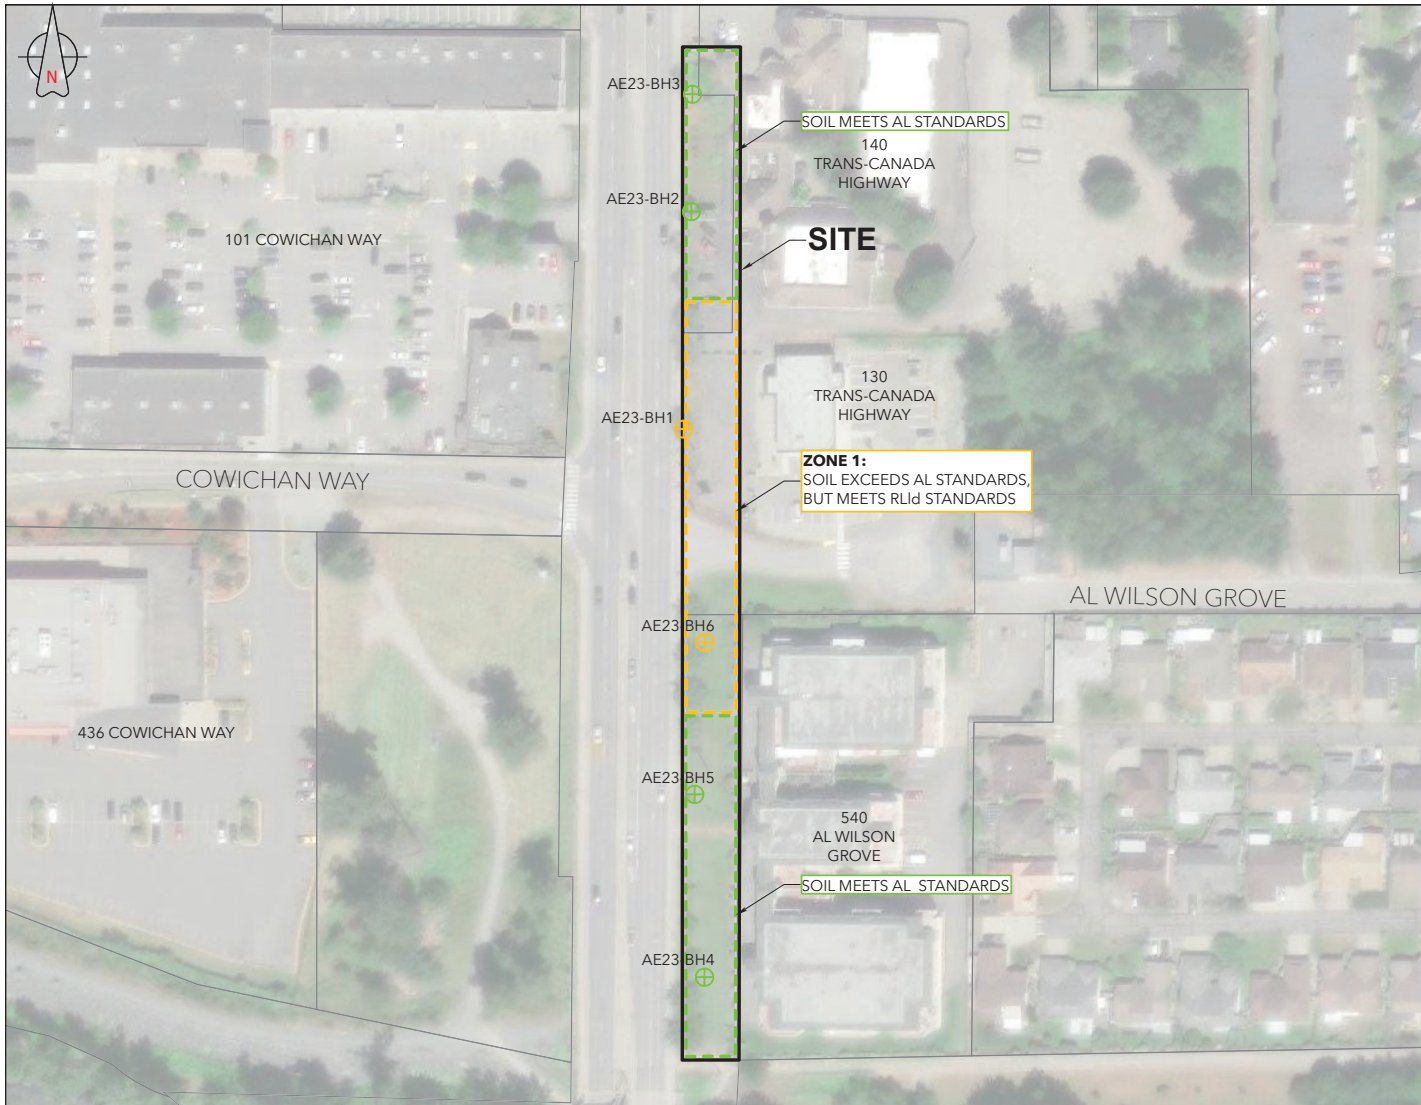 N
AE23-BH3
SOIL MEETS AL STANDARDS
140
TRANS-CANADA
HIGHWAY
AE23-BH2
101 COWICHAN WAY
SITE
130
TRANS-CANADA
HIGHWAY
AE23-BH1
ZONE 1:
SOIL EXCEEDS AL STANDARDS,
BUT MEETS RLld STANDARDS
COWICHAN WAY
AL WILSON GROVE
AE23-BH6
436 COWICHAN WAY
AE23-BH5
540
AL WILSON
GROVE
SOIL MEETS AL STANDARDS
AE23-BH4